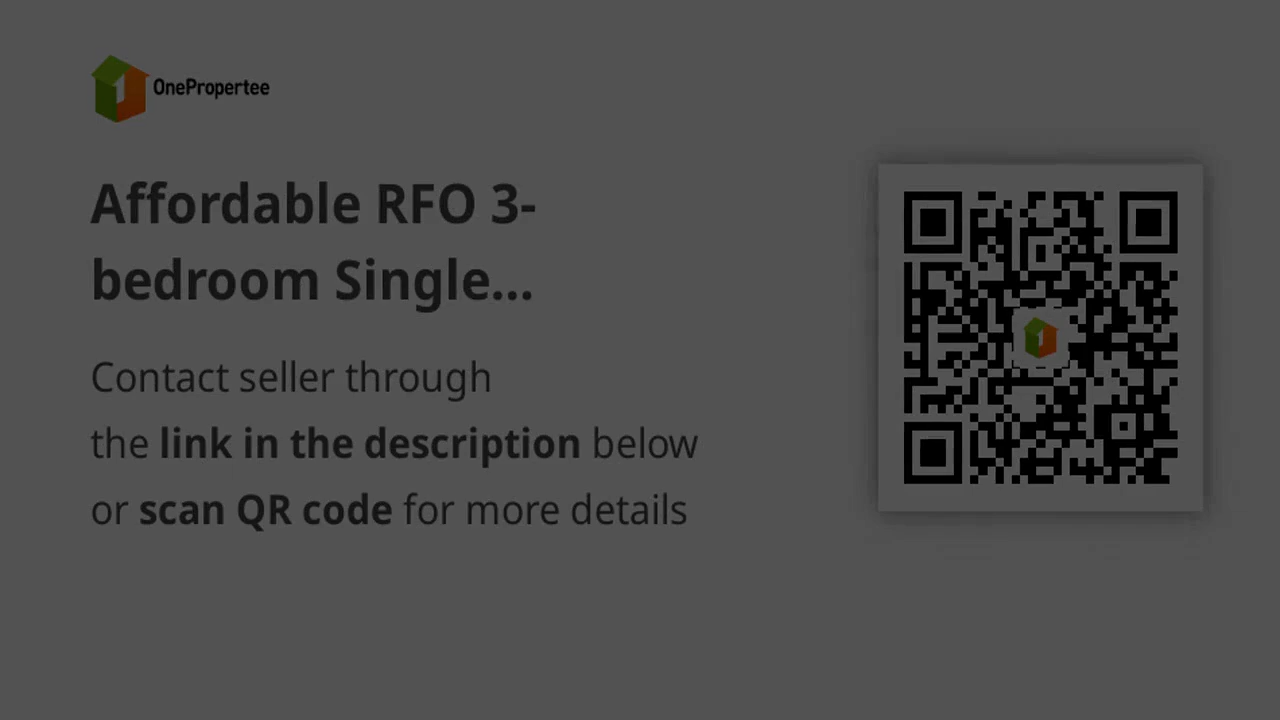 OnePropertee
Affordable RFO 3-
bedroom Single...
Contact seller through
the link in the description below
or scan QR code for more details